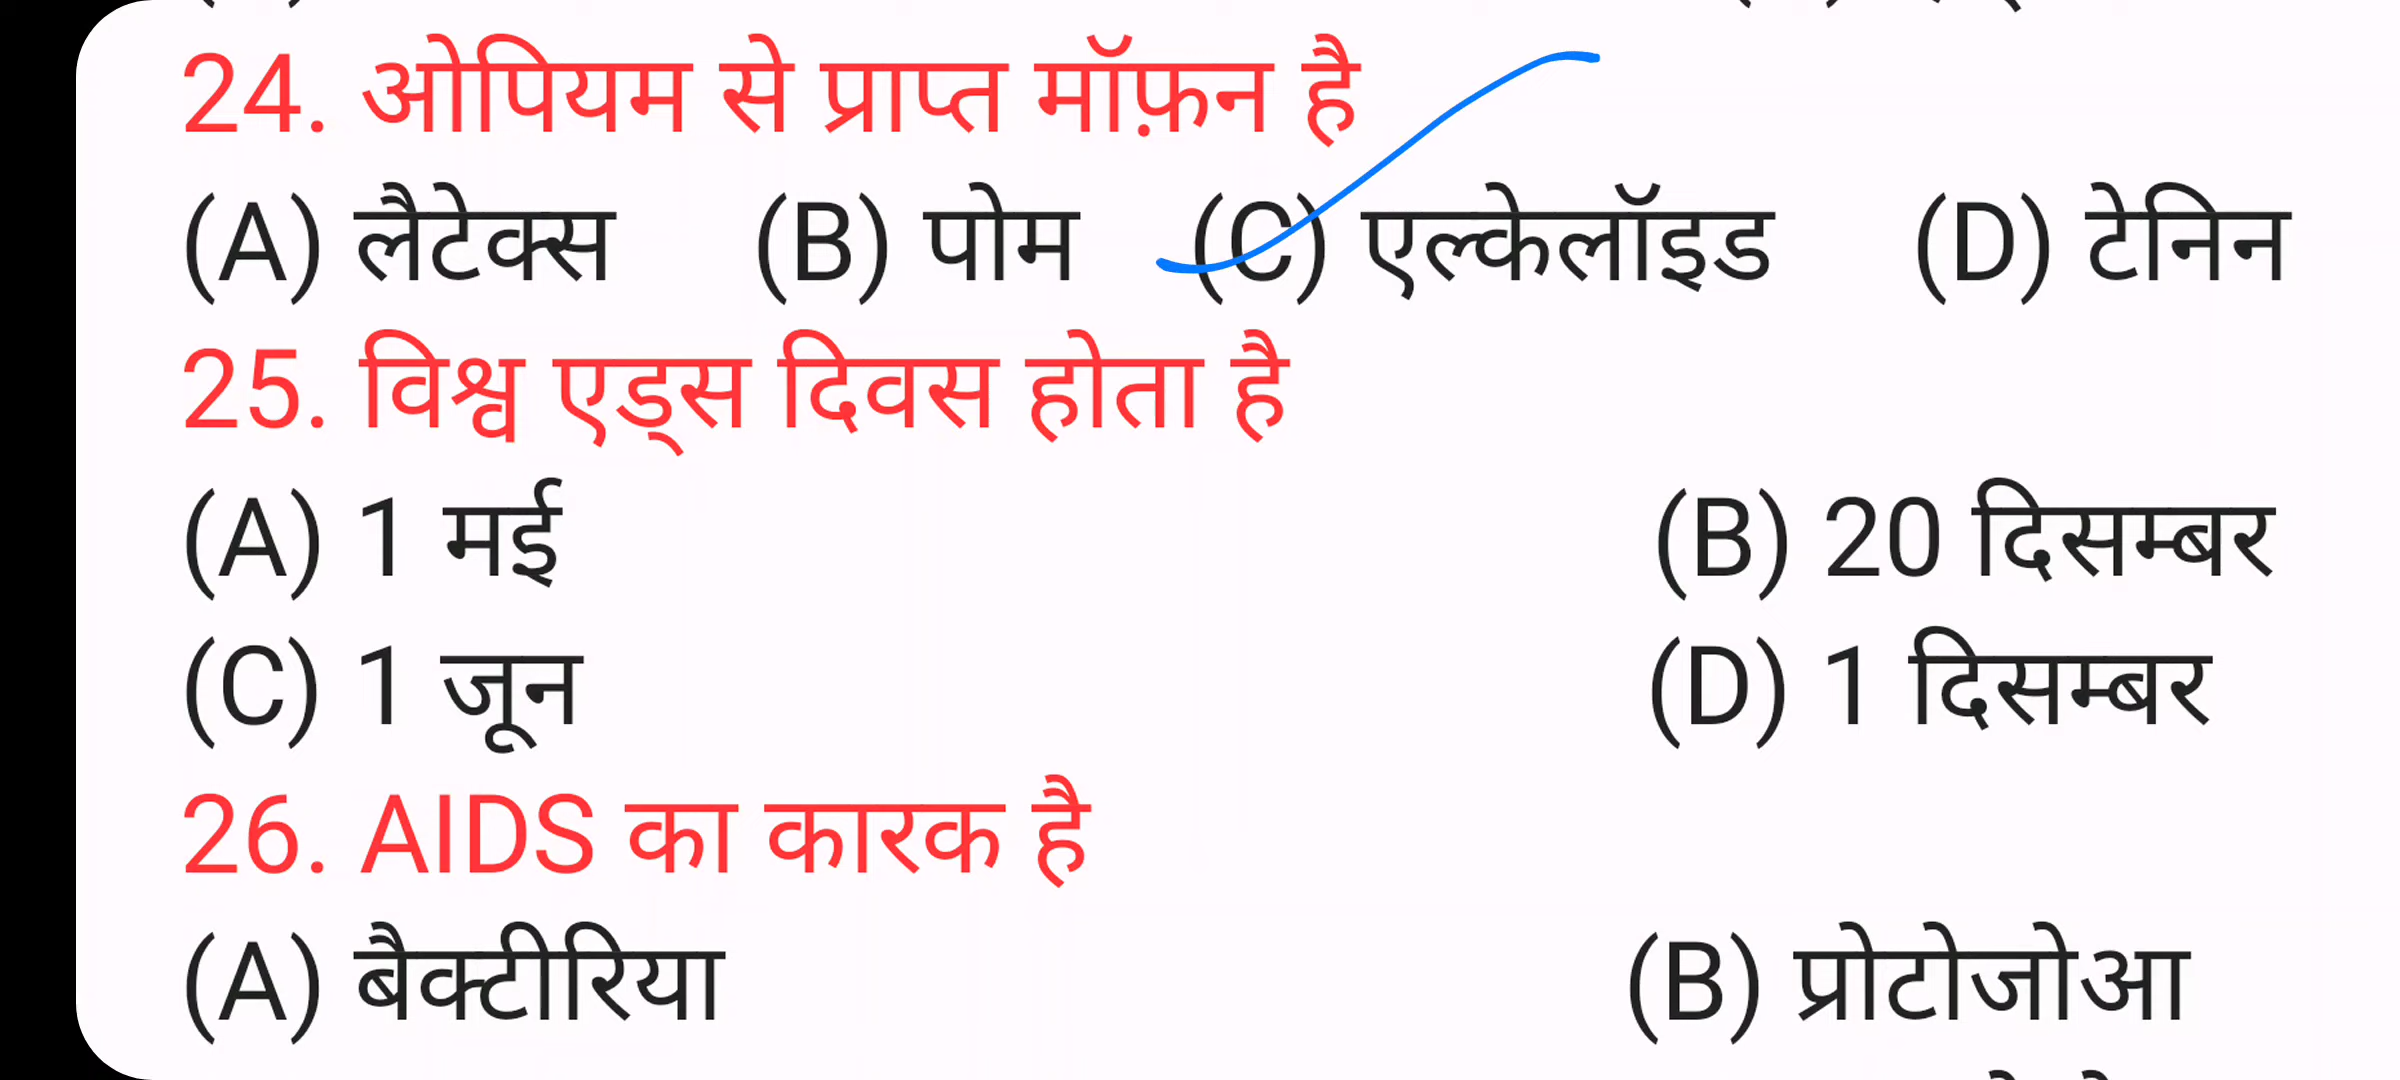 24. ओपियम से प्राप्त मॉफ़न है
(A) लैटेक्स (B) पोम (C) एल्केलॉइड (D) टेनिन
25. विश्व एड्स दिवस होता है
(A) 1 मई (B) 20 दिसम्बर
(C) 1 जून (D) 1 दिसम्बर
26. AIDS का कारक है
(A) बैक्टीरिया (B) प्रोटोजोआ